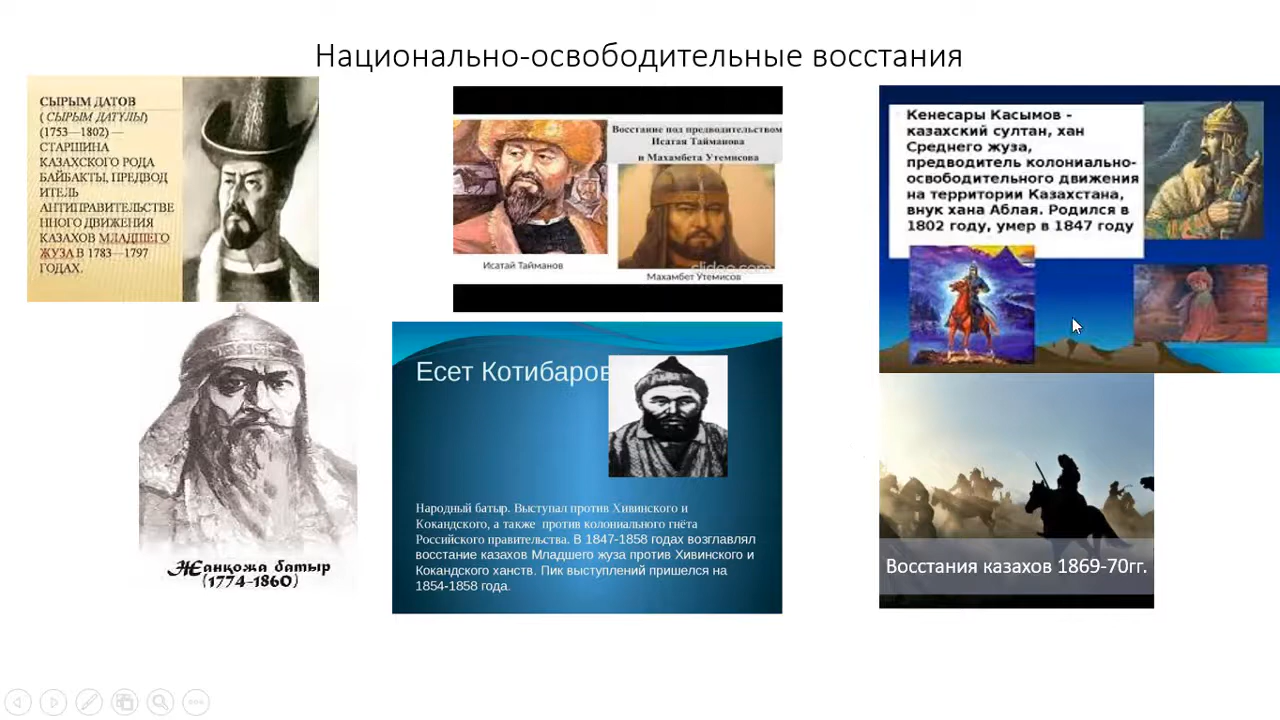 Национально-освободительные восстания
СЫРЫМ ДАТОВ
( СЫРЫМ ДАТҰЛЫ)
(1753—1802) —
СТАРШИНА
КАЗАХСКОГО РОДА
БАЙБАКТЫ, ПРЕДВОД
ИТЕЛЬ
АНТИПРАВИТЕЛЬСТВЕ
ННОГО ДВИЖЕНИЯ
КАЗАХОВ МЛАДШЕГО
ЖУЗА В 1783—1797
ГОДАХ.
Восстание под предводительством
Исатая Тайманова
и Махамбета Утемисова
Исатай Тайманов
Махамбет Утемисов
Кенесары Касымов -
казахский султан, хан
Среднего жуза,
предводитель колониально-
освободительного движения
на территории Казахстана,
внук хана Аблая. Родился в
1802 году, умер в 1847 году
Жанқожа батыр
(1774-1860)
Есет Котибаров
Народный батыр. Выступал против Хивинского и
Кокандского, а также против колониального гнёта
Российского правительства. В 1847-1858 годах возглавлял
восстание казахов Младшего жуза против Хивинского и
Кокандского ханств. Пик выступлений пришелся на
1854-1858 года.
Восстания казахов 1869-70гг.